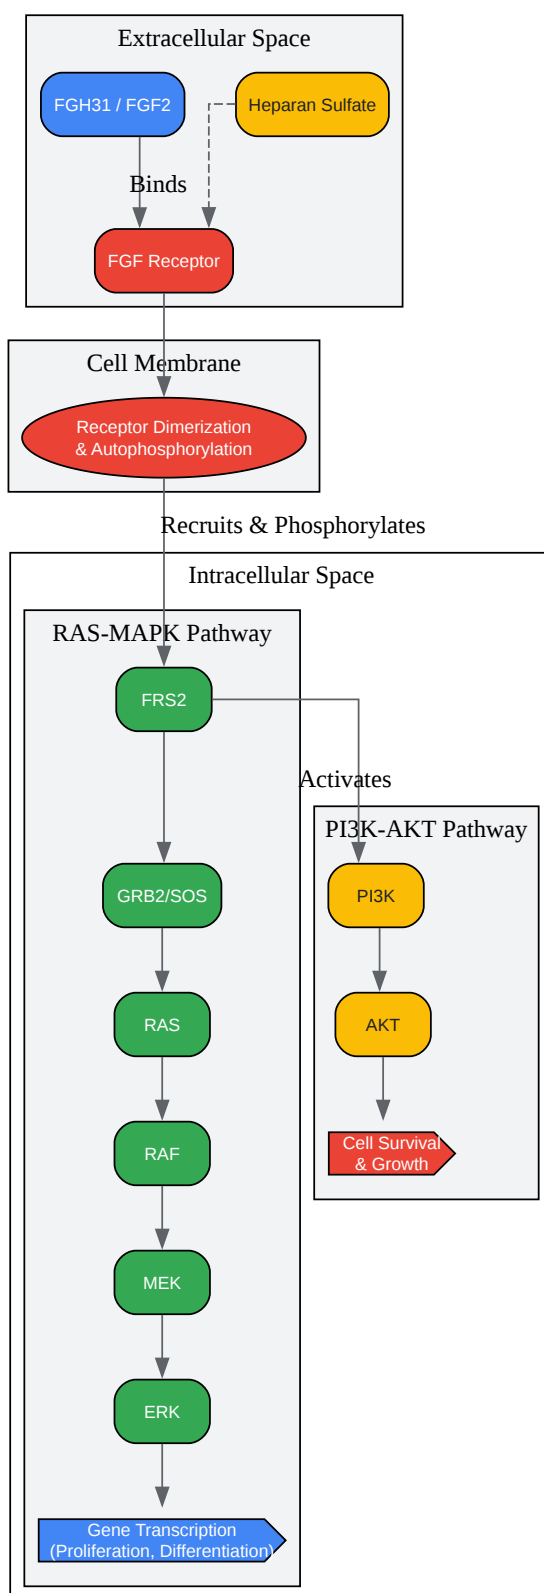 Extracellular Space
FGH31 / FGF2
Heparan Sulfate
Binds
FGF Receptor
Cell Membrane
Receptor Dimerization
& Autophosphorylation
Recruits & Phosphorylates
Intracellular Space
RAS-MAPK Pathway
FRS2
Activates
PI3K-AKT Pathway
GRB2/SOS
PI3K
RAS
AKT
RAF
Cell Survival
& Growth
MEK
ERK
Gene Transcription
(Proliferation, Differentiation)